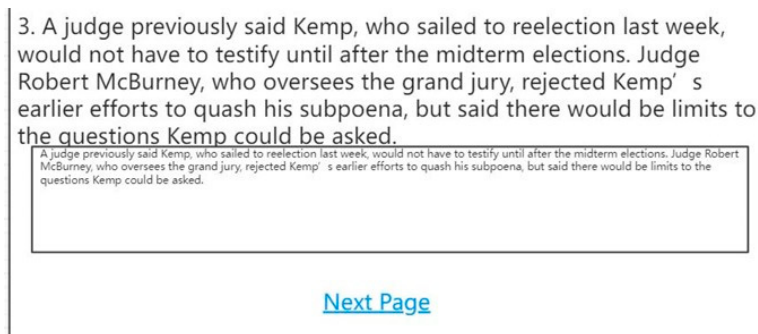 3. A judge previously said Kemp, who sailed to reelection last week,
would not have to testify until after the midterm elections. Judge
Robert McBurney, who oversees the grand jury, rejected Kemp’ s
earlier efforts to quash his subpoena, but said there would be limits to
the questions Kemp could be asked.
A judge previously said Kemp, who sailed to reelection last week, would not have to testify until after the midterm elections. Judge Robert
McBurney, who oversees the grand jury, rejected Kemp’ s earlier efforts to quash his subpoena, but said there would be limits to the
questions Kemp could be asked.
Next Page